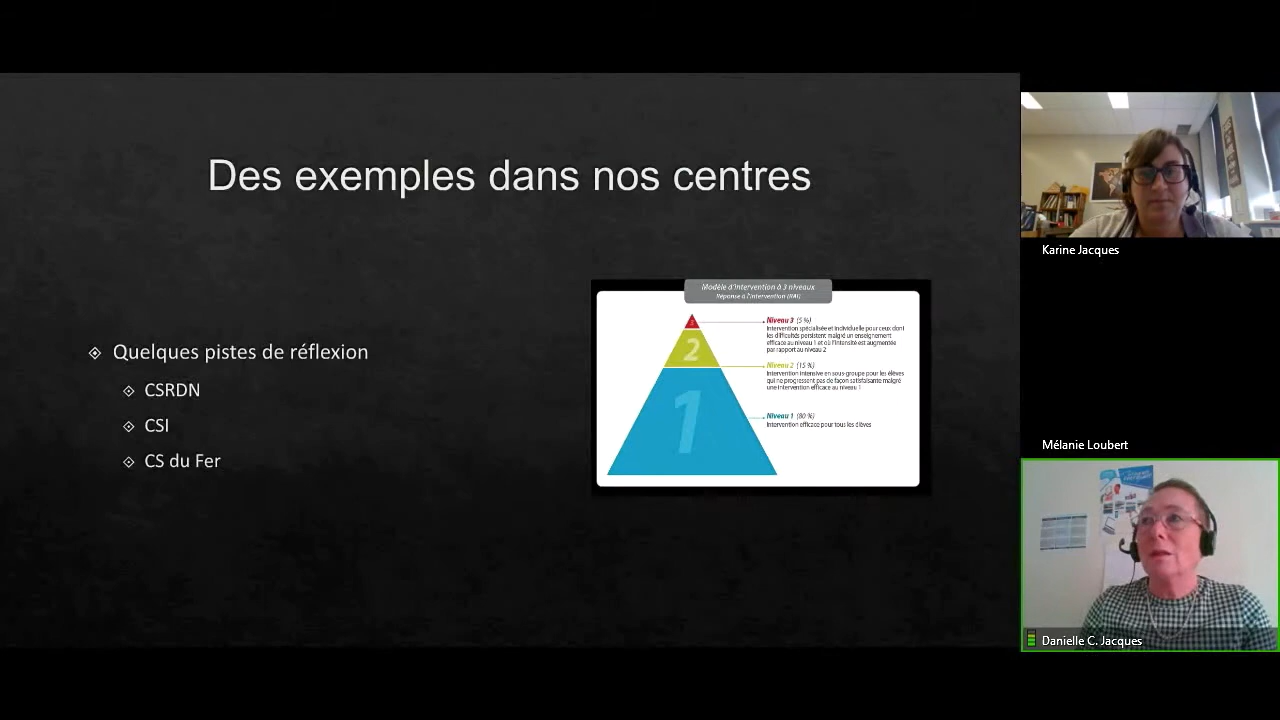 Des exemples dans nos centres
Quelques pistes de réflexion
CSRDN
CSI
CS du Fer
Modèle d'intervention à 3 niveaux
Réponse à l'intervention (RAI)
3
2
1
Niveau 3 (5 %)
Intervention spécialisée et individuelle pour ceux dont
les difficultés persistent malgré un enseignement
efficace au niveau 1 et où l'intensité est augmentée
par rapport au niveau 2
Niveau 2 (15 %)
Intervention intensive en sous-groupe pour les élèves
qui ne progressent pas de façon satisfaisante malgré
une intervention efficace au niveau 1
Niveau 1 (80 %)
Intervention efficace pour tous les élèves
Karine Jacques
Mélanie Loubert
Danielle C. Jacques